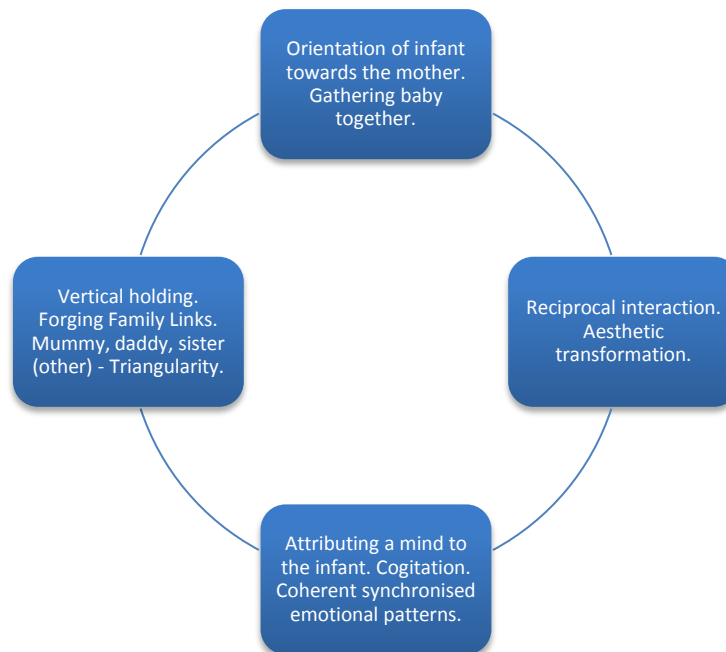 Orientation of infant
towards the mother.
Gathering baby
together.
Reciprocal interaction.
Aesthetic
transformation.
Attributing a mind to
the infant. Cogitation.
Coherent synchronised
emotional patterns.
Vertical holding.
Forging Family Links.
Mummy, daddy, sister
(other) - Triangularity.